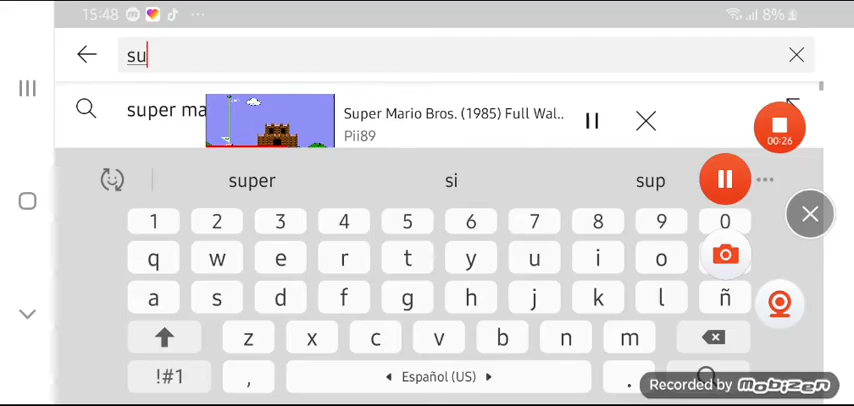 15:48 8%
su
super ma
Super Mario Bros. (1985) Full Wal..
Pii89
00:26
super si sup
1 2 3 4 5 6 7 8 9 0
q w e r t y u i o
a s d f g h j k l ñ
z x c v b n m
!#1 , Español (US) .
Recorded by mobizen